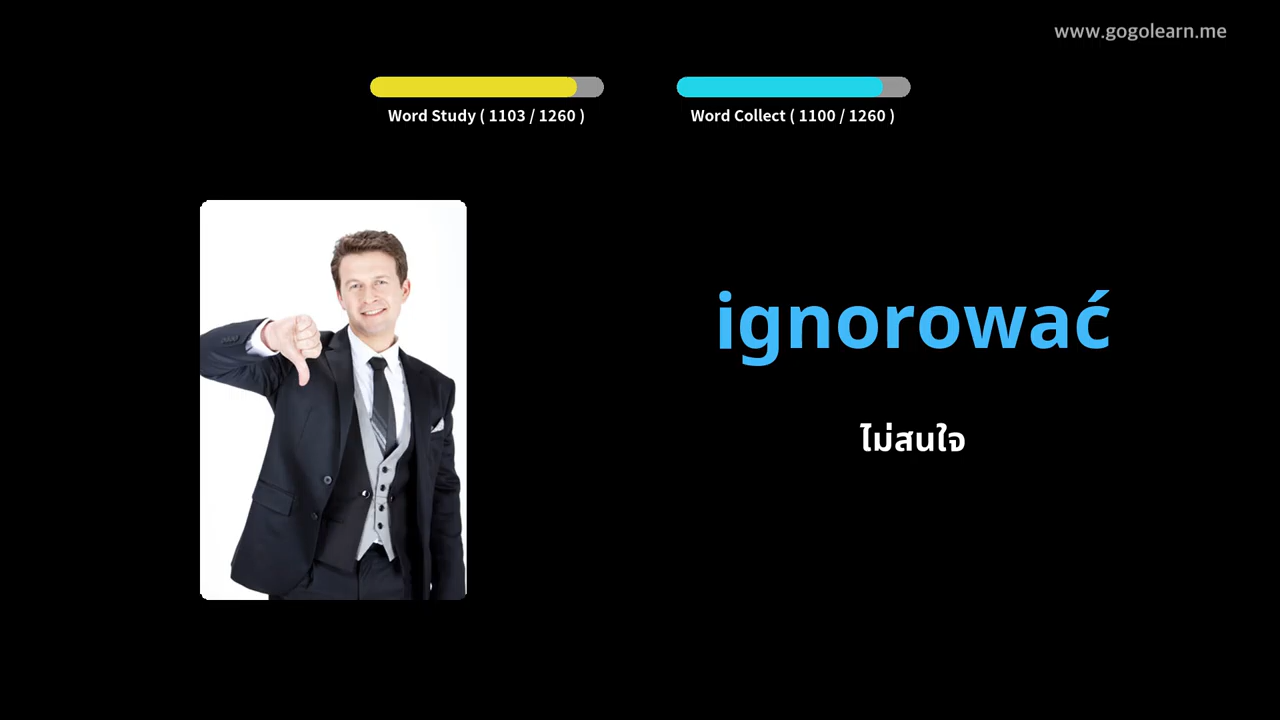 www.gogolearn.me
Word Study ( 1103 / 1260 )
Word Collect ( 1100 / 1260 )
ignorować
ไม่สนใจ